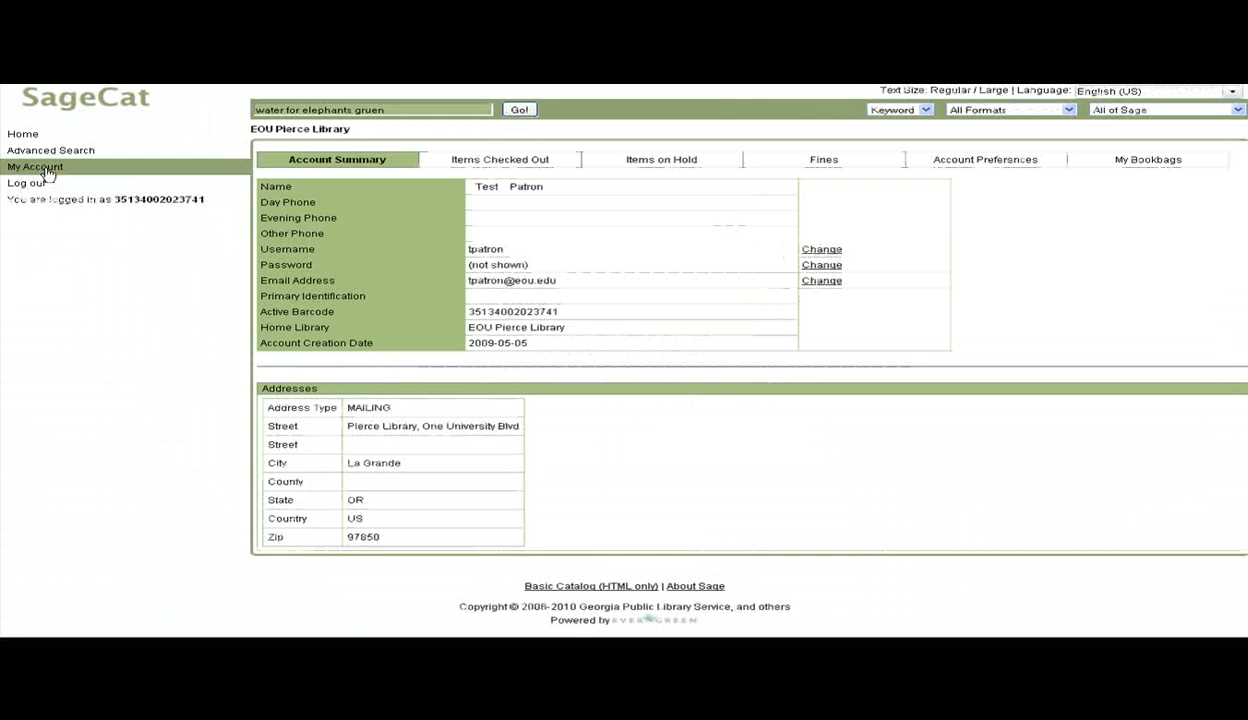 SageCat
Text Size: Regular / Large | Language: English (US)
water for elephants gruen Go! Keyword All Formats All of Sage
Home
Advanced Search
My Account
Log out
You are logged in as 35134002023741
EOU Pierce Library
Account Summary Items Checked Out Items on Hold Fines Account Preferences My Bookbags
Name Test Patron
Day Phone
Evening Phone
Other Phone
Username tpatron Change
Password (not shown) Change
Email Address tpatron@eou.edu Change
Primary Identification
Active Barcode 35134002023741
Home Library EOU Pierce Library
Account Creation Date 2009-05-05
Addresses
Address Type MAILING
Street Pierce Library, One University Blvd
Street
City La Grande
County
State OR
Country US
Zip 97850
Basic Catalog (HTML only) | About Sage
Copyright © 2006-2010 Georgia Public Library Service, and others
Powered by EVERGREEN